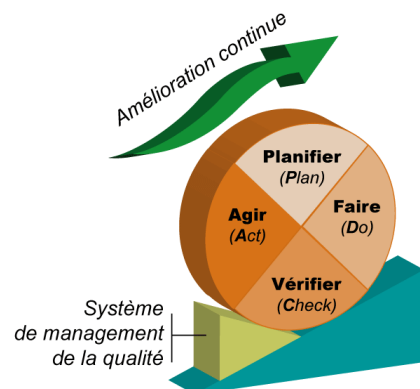 Amélioration continue
Planifier
(Plan)
Faire
(Do)
Vérifier
(Check)
Agir
(Act)
Système
de management
de la qualité